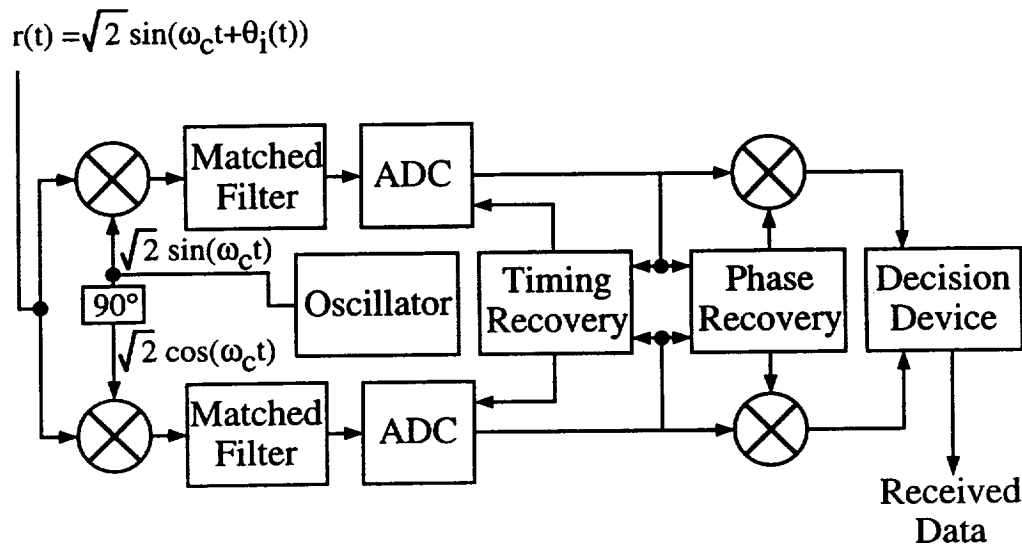 r(t) =√2 sin(ω_c t+θ_i(t))
Matched
Filter
ADC
√2 sin(ω_c t)
90°
Oscillator
Timing
Recovery
Phase
Recovery
Decision
Device
√2 cos(ω_c t)
Matched
Filter
ADC
Received
Data